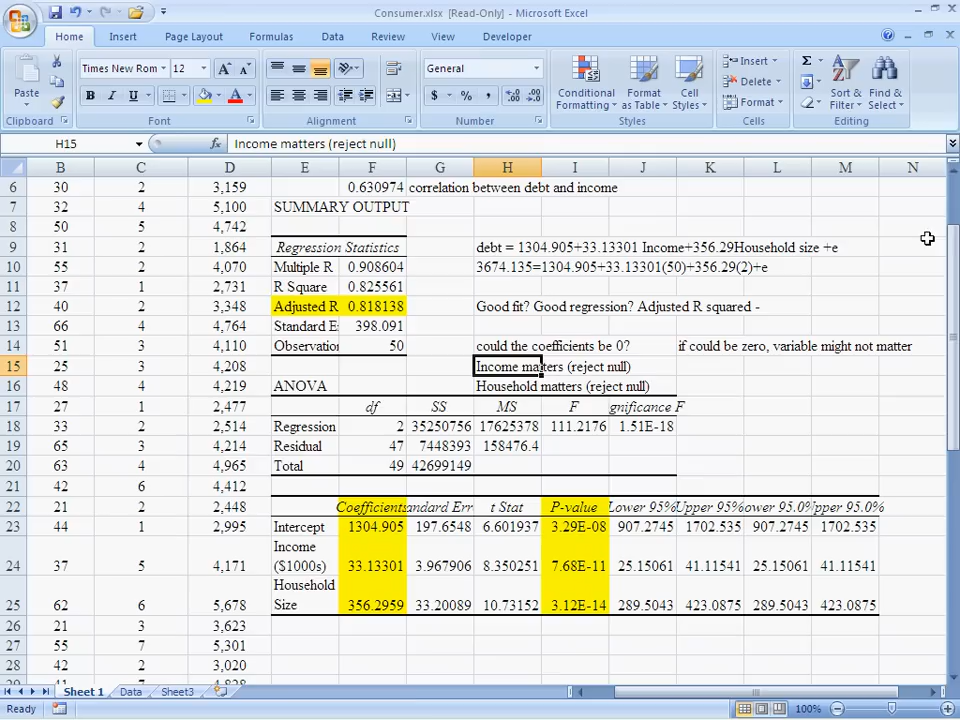 Consumer.xlsx [Read-Only] - Microsoft Excel
Home Insert Page Layout Formulas Data Review View Developer
Times New Rom 12 General Insert Delete Format
Paste B I U $ % , Conditional Formatting Format as Table Cell Styles Sort & Filter Find & Select
Clipboard Font Alignment Number Styles Cells Editing
H15 fx Income matters (reject null)
B C D E F G H I J K L M N
6 30 2 3,159 0.630974 correlation between debt and income
7 32 4 5,100 SUMMARY OUTPUT
8 50 5 4,742
9 31 2 1,864 Regression Statistics debt = 1304.905+33.13301 Income+356.29Household size +e
10 55 2 4,070 Multiple R 0.908604 3674.135=1304.905+33.13301(50)+356.29(2)+e
11 37 1 2,731 R Square 0.825561
12 40 2 3,348 Adjusted R 0.818138 Good fit? Good regression? Adjusted R squared -
13 66 4 4,764 Standard E 398.091
14 51 3 4,110 Observation 50 could the coefficients be 0? if could be zero, variable might not matter
15 25 3 4,208 Income matters (reject null)
16 48 4 4,219 ANOVA Household matters (reject null)
17 27 1 2,477 df SS MS F gnificance F
18 33 2 2,514 Regression 2 35250756 17625378 111.2176 1.51E-18
19 65 3 4,214 Residual 47 7448393 158476.4
20 63 4 4,965 Total 49 42699149
21 42 6 4,412
22 21 2 2,448 Coefficients andard Err t Stat P-value Lower 95% Upper 95% ower 95.0% pper 95.0%
23 44 1 2,995 Intercept 1304.905 197.6548 6.601937 3.29E-08 907.2745 1702.535 907.2745 1702.535
24 37 5 4,171 Income ($1000s) 33.13301 3.967906 8.350251 7.68E-11 25.15061 41.11541 25.15061 41.11541
25 62 6 5,678 Household Size 356.2959 33.20089 10.73152 3.12E-14 289.5043 423.0875 289.5043 423.0875
26 21 3 3,623
27 55 7 5,301
28 42 2 3,020
Sheet 1 Data Sheet3
Ready 100%